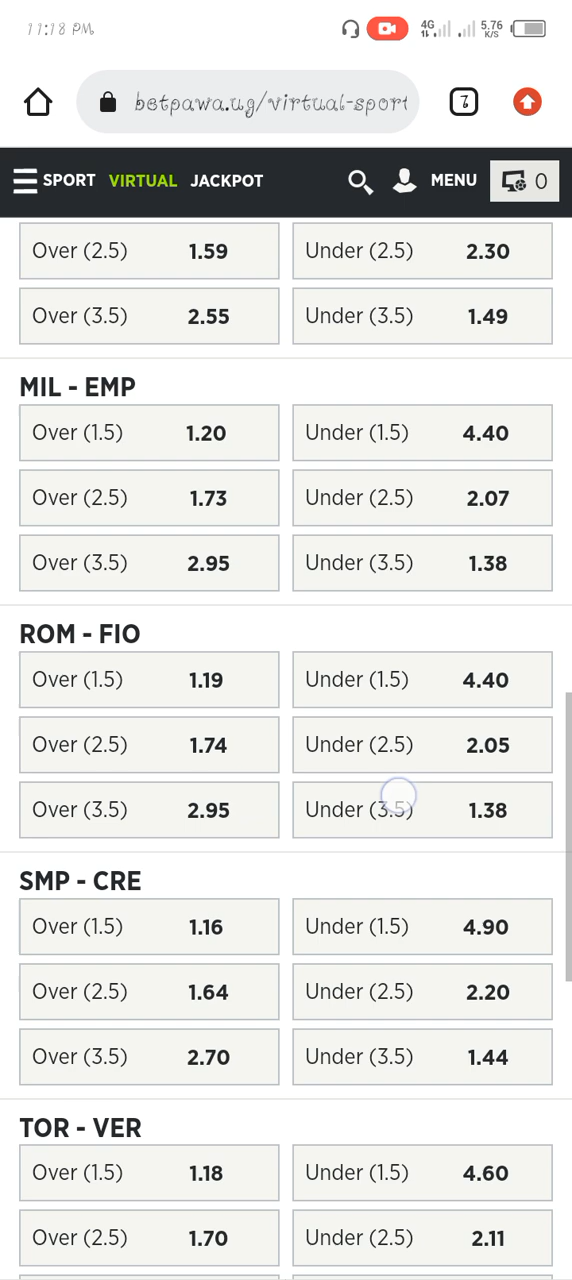 11:18 PM 4G 5.76 K/S
betpawa.ug/virtual-sport 7
SPORT VIRTUAL JACKPOT MENU 0
Over (2.5) 1.59 Under (2.5) 2.30
Over (3.5) 2.55 Under (3.5) 1.49
MIL - EMP
Over (1.5) 1.20 Under (1.5) 4.40
Over (2.5) 1.73 Under (2.5) 2.07
Over (3.5) 2.95 Under (3.5) 1.38
ROM - FIO
Over (1.5) 1.19 Under (1.5) 4.40
Over (2.5) 1.74 Under (2.5) 2.05
Over (3.5) 2.95 Under (3.5) 1.38
SMP - CRE
Over (1.5) 1.16 Under (1.5) 4.90
Over (2.5) 1.64 Under (2.5) 2.20
Over (3.5) 2.70 Under (3.5) 1.44
TOR - VER
Over (1.5) 1.18 Under (1.5) 4.60
Over (2.5) 1.70 Under (2.5) 2.11